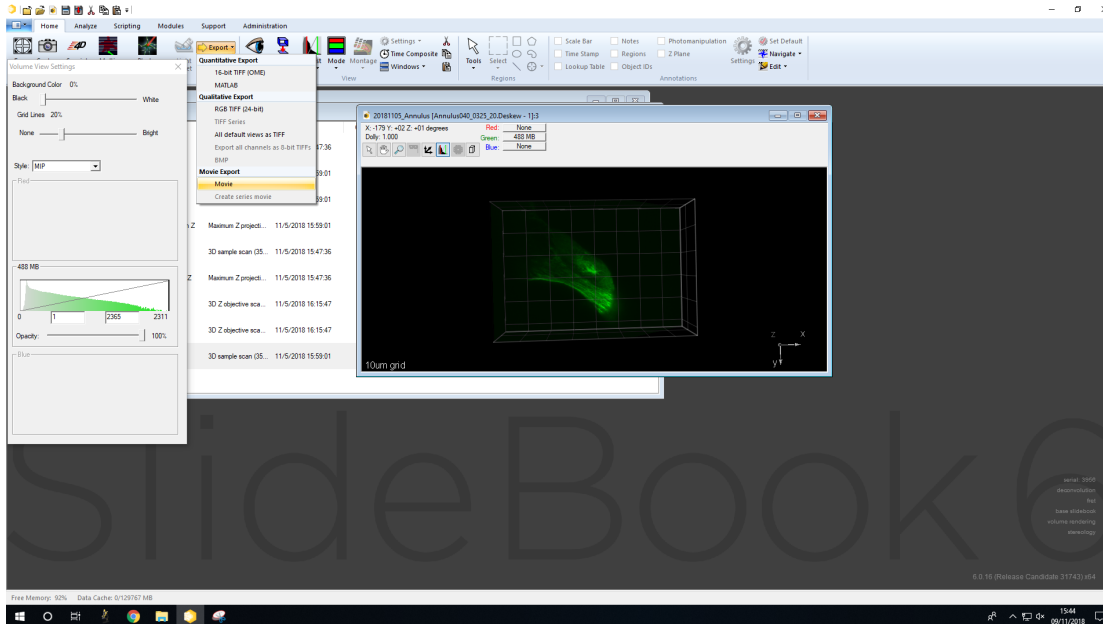 Home Analyze Scripting Modules Support Administration
Export
Mode Montage
Settings
Time Composite
Windows
View
Tools Select
Regions
Scale Bar Notes Photomanipulation
Time Stamp Regions Z Plane
Lookup Table Object IDs
Settings
Set Default
Navigate
Edit
Annotations
Quantitative Export
16-bit TIFF (OME)
MATLAB
Qualitative Export
RGB TIFF (24-bit)
TIFF Series
All default views as TIFF
Export all channels as 8-bit TIFFs
BMP
Movie Export
Movie
Create series movie
Volume View Settings
Background Color 0%
Black White
Grid Lines 20%
None Bright
Style: MIP
Red
488 MB
0 1 2365 2311
Opacity: 100%
Blue
47:36
59:01
59:01
Z Maximum Z projecti... 11/5/2018 15:59:01
3D sample scan (35... 11/5/2018 15:47:36
Z Maximum Z projecti... 11/5/2018 15:47:36
3D Z objective sca... 11/5/2018 16:15:47
3D Z objective sca... 11/5/2018 16:15:47
3D sample scan (35... 11/5/2018 15:59:01
20181105_Annulus [Annulus040_0325_20.Deskew - 1]:3
X: -179 Y: +02 Z: +01 degrees
Dolly: 1.000
Red: None
Green: 488 MB
Blue: None
10um grid
z x
y
SlideBook 6
serial: 3956
deconvolution
fret
base slidebook
volume rendering
stereology
6.0.16 (Release Candidate 31743) x64
Free Memory: 92% Data Cache: 0/129767 MB
15:44
09/11/2018